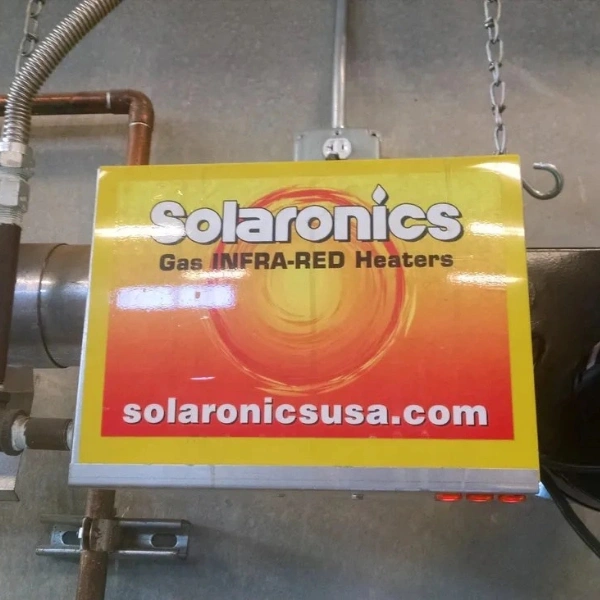 Solaronics
Gas INFRA-RED Heaters
solaronicsusa.com